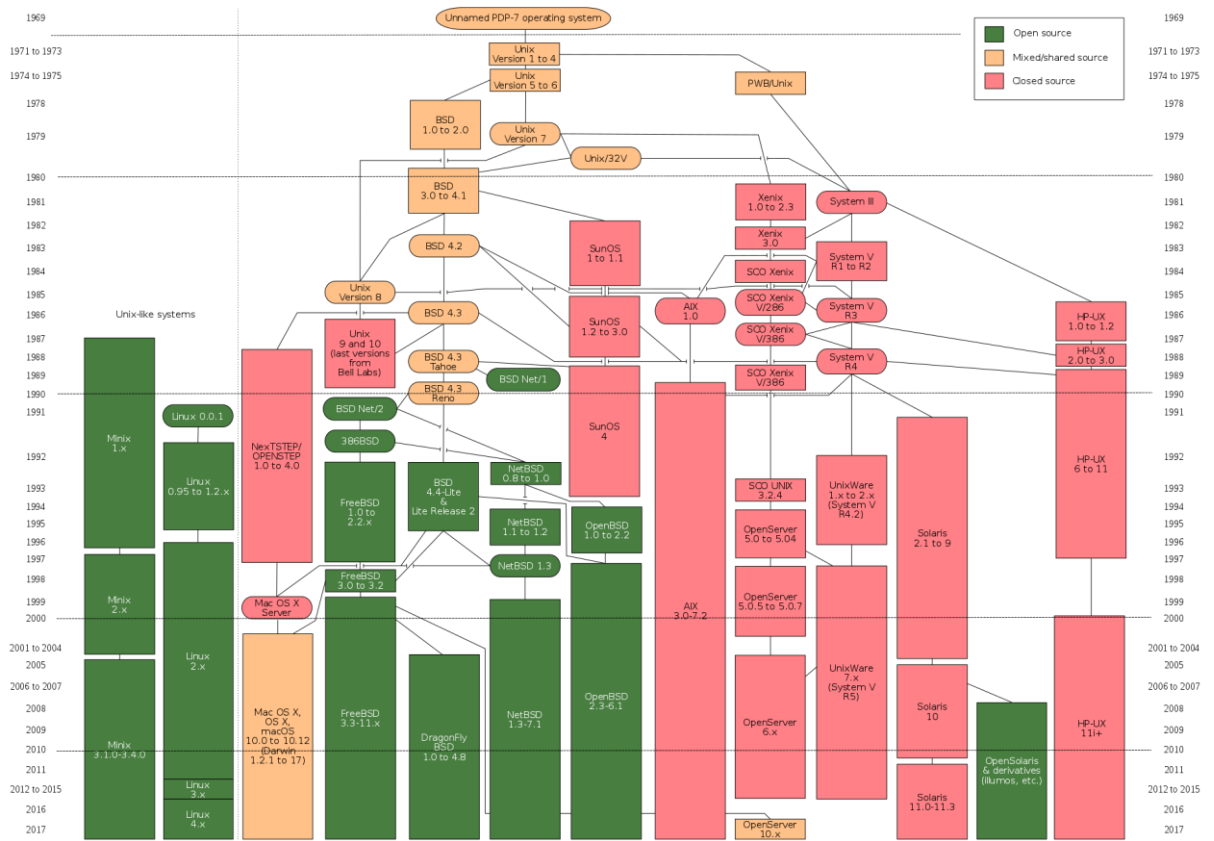 1969
1971 to 1973
1974 to 1975
1978
1979
1980
1981
1982
1983
1984
1985
1986
1987
1988
1989
1990
1991
1992
1993
1994
1995
1996
1997
1998
1999
2000
2001 to 2004
2005
2006 to 2007
2008
2009
2010
2011
2012 to 2015
2016
2017
Open source
Mixed/shared source
Closed source
Unnamed PDP-7 operating system
Unix
Version 1 to 4
Unix
Version 5 to 6
PWB/Unix
BSD
1.0 to 2.0
Unix
Version 7
Unix/32V
BSD
3.0 to 4.1
Xenix
1.0 to 2.3
System III
Xenix
3.0
SunOS
1 to 1.1
BSD 4.2
System V
R1 to R2
SCO Xenix
Unix
Version 8
SCO Xenix
V/286
AIX
1.0
System V
R3
BSD 4.3
HP-UX
1.0 to 1.2
Unix-like systems
SunOS
1.2 to 3.0
SCO Xenix
V/386
Unix
9 and 10
(last versions
from
Bell Labs)
HP-UX
2.0 to 3.0
BSD 4.3
Tahoe
System V
R4
BSD Net/1
SCO Xenix
V/386
BSD 4.3
Reno
BSD Net/2
Linux 0.0.1
SunOS
4
Minix
1.x
386BSD
NexTSTEP/
OPENSTEP
1.0 to 4.0
HP-UX
6 to 11
NetBSD
0.8 to 1.0
Linux
0.95 to 1.2.x
BSD
4.4-Lite
&
Lite Release 2
SCO UNIX
3.2.4
UnixWare
1.x to 2.x
(System V
R4.2)
FreeBSD
1.0 to
2.2.x
NetBSD
1.1 to 1.2
OpenBSD
1.0 to 2.2
OpenServer
5.0 to 5.04
Solaris
2.1 to 9
NetBSD 1.3
FreeBSD
3.0 to 3.2
Minix
2.x
Mac OS X
Server
OpenServer
5.0.5 to 5.0.7
AIX
3.0-7.2
Linux
2.x
UnixWare
7.x
(System V
R5)
OpenBSD
2.3-6.1
Mac OS X,
OS X,
macOS
10.0 to 10.12
(Darwin
1.2.1 to 17)
FreeBSD
3.3-11.x
NetBSD
1.3-7.1
Solaris
10
OpenServer
6.x
HP-UX
11i+
DragonFly
BSD
1.0 to 4.8
Minix
3.1.0-3.4.0
OpenSolaris
& derivatives
(illumos, etc.)
Linux
3.x
Solaris
11.0-11.3
Linux
4.x
OpenServer
10.x
1969
1971 to 1973
1974 to 1975
1978
1979
1980
1981
1982
1983
1984
1985
1986
1987
1988
1989
1990
1991
1992
1993
1994
1995
1996
1997
1998
1999
2000
2001 to 2004
2005
2006 to 2007
2008
2009
2010
2011
2012 to 2015
2016
2017